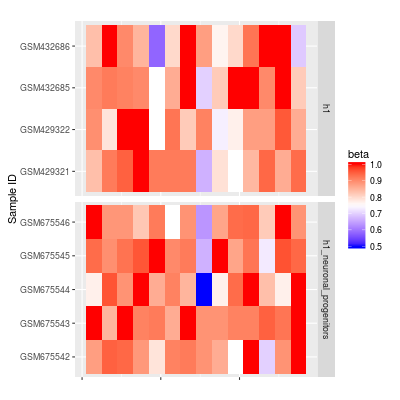 Sample ID
GSM432686
GSM432685
GSM429322
GSM429321
h1
GSM675546
GSM675545
GSM675544
GSM675543
GSM675542
h1_neuronal_progenitors
beta
1.0
0.9
0.8
0.7
0.6
0.5